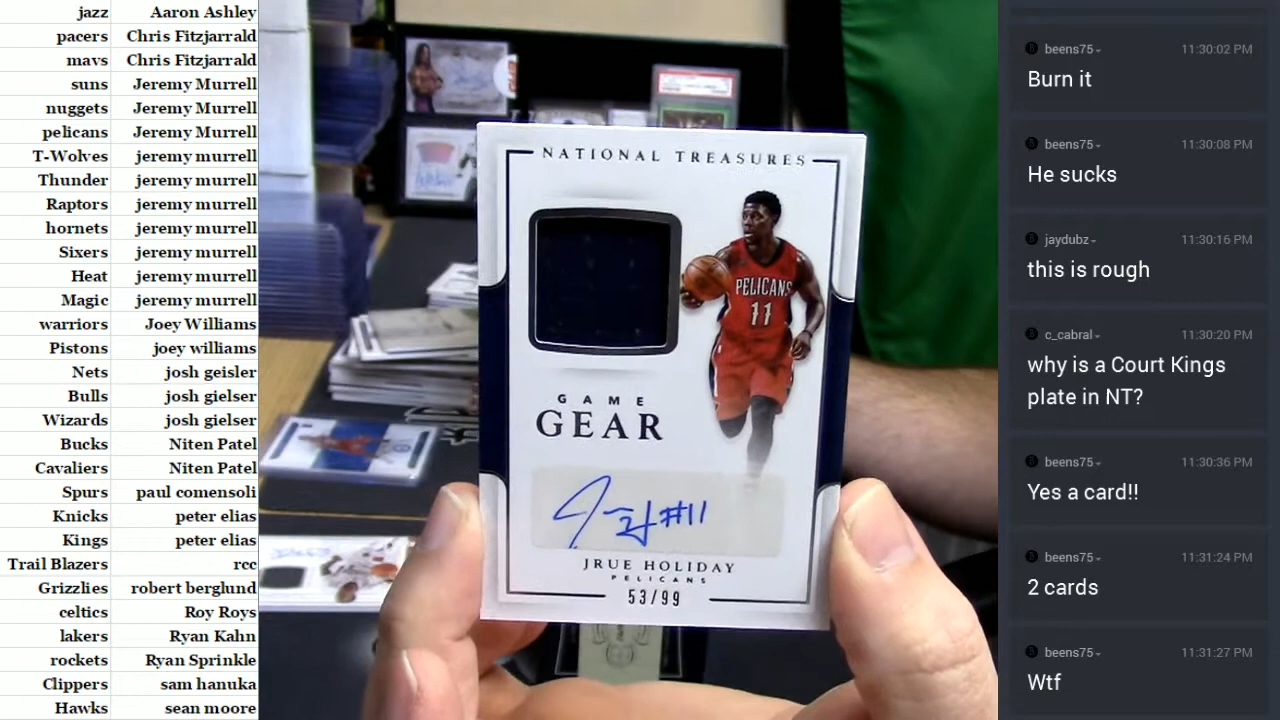 jazz Aaron Ashley
pacers Chris Fitzjarrald
mavs Chris Fitzjarrald
suns Jeremy Murrell
nuggets Jeremy Murrell
pelicans Jeremy Murrell
T-Wolves jeremy murrell
Thunder jeremy murrell
Raptors jeremy murrell
hornets jeremy murrell
Sixers jeremy murrell
Heat jeremy murrell
Magic jeremy murrell
warriors Joey Williams
Pistons joey williams
Nets josh geisler
Bulls josh gielser
Wizards josh gielser
Bucks Niten Patel
Cavaliers Niten Patel
Spurs paul comensoli
Knicks peter elias
Kings peter elias
Trail Blazers rcc
Grizzlies robert berglund
celtics Roy Roys
lakers Ryan Kahn
rockets Ryan Sprinkle
Clippers sam hanuka
Hawks sean moore
NATIONAL TREASURES
PELICANS
11
GAME
GEAR
#11
JRUE HOLIDAY
PELICANS
53/99
beens75 11:30:02 PM
Burn it
beens75 11:30:08 PM
He sucks
jaydubz 11:30:16 PM
this is rough
c_cabral 11:30:20 PM
why is a Court Kings
plate in NT?
beens75 11:30:36 PM
Yes a card!!
beens75 11:31:24 PM
2 cards
beens75 11:31:27 PM
Wtf